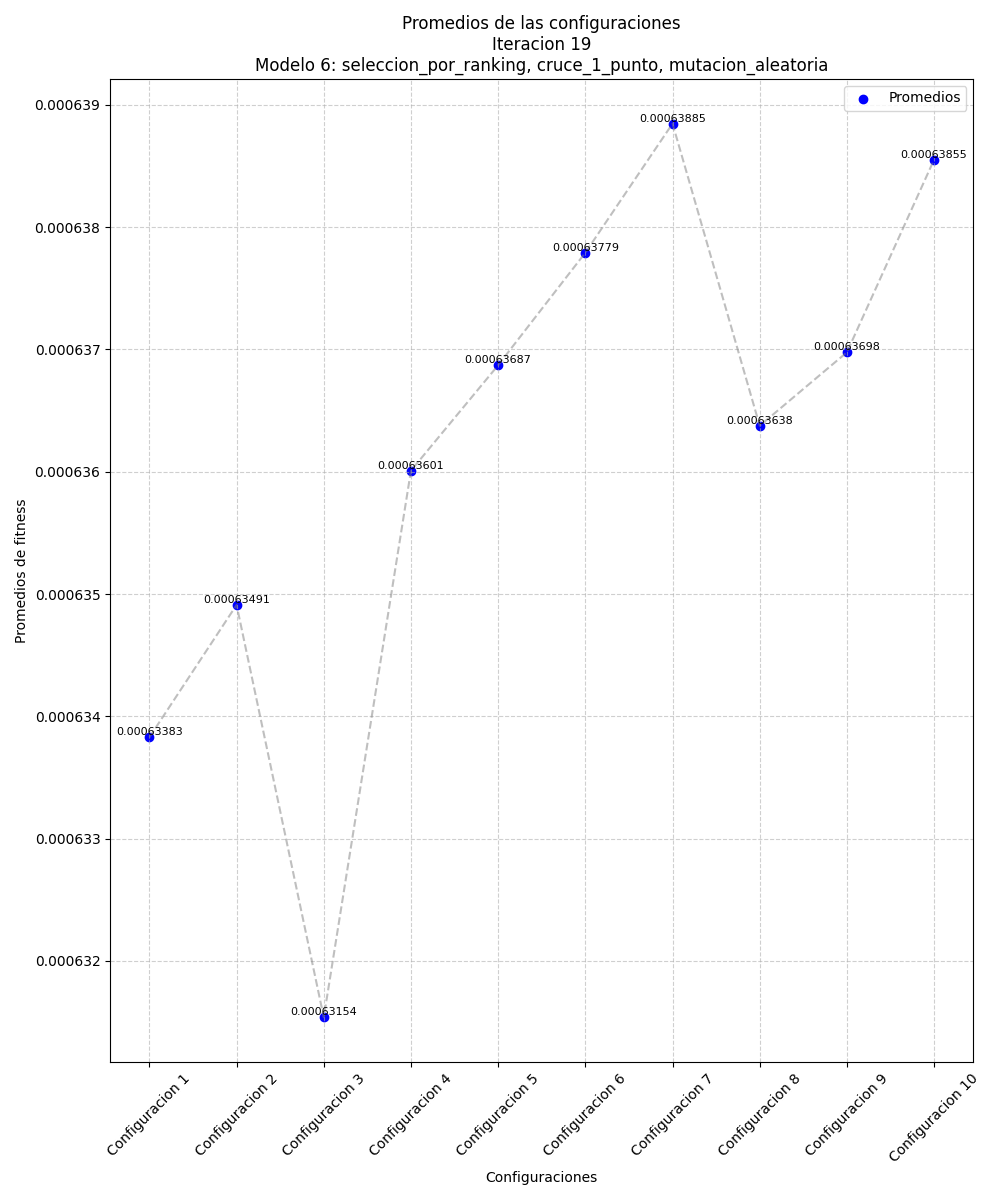 Promedios de las configuraciones
Iteracion 19
Modelo 6: seleccion_por_ranking, cruce_1_punto, mutacion_aleatoria
Promedios
0.000639
0.000638
0.000637
0.000636
0.000635
0.000634
0.000633
0.000632
Promedios de fitness
0.00063383
0.00063491
0.00063154
0.00063601
0.00063687
0.00063779
0.00063885
0.00063638
0.00063698
0.00063855
Configuracion 1
Configuracion 2
Configuracion 3
Configuracion 4
Configuracion 5
Configuracion 6
Configuracion 7
Configuracion 8
Configuracion 9
Configuracion 10
Configuraciones